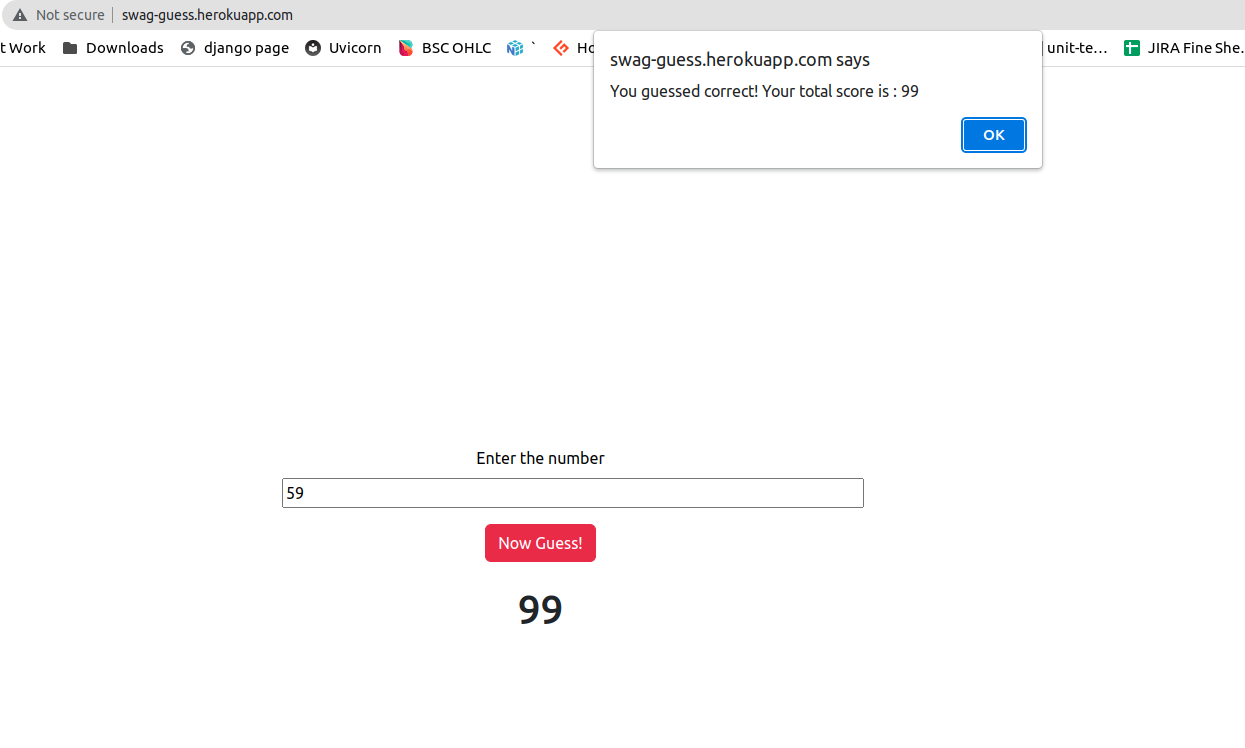 Not secure swag-guess.herokuapp.com
t Work Downloads django page Uvicorn BSC OHLC ` Ho unit-te... JIRA Fine She.
swag-guess.herokuapp.com says
You guessed correct! Your total score is : 99
OK
Enter the number
59
Now Guess!
99